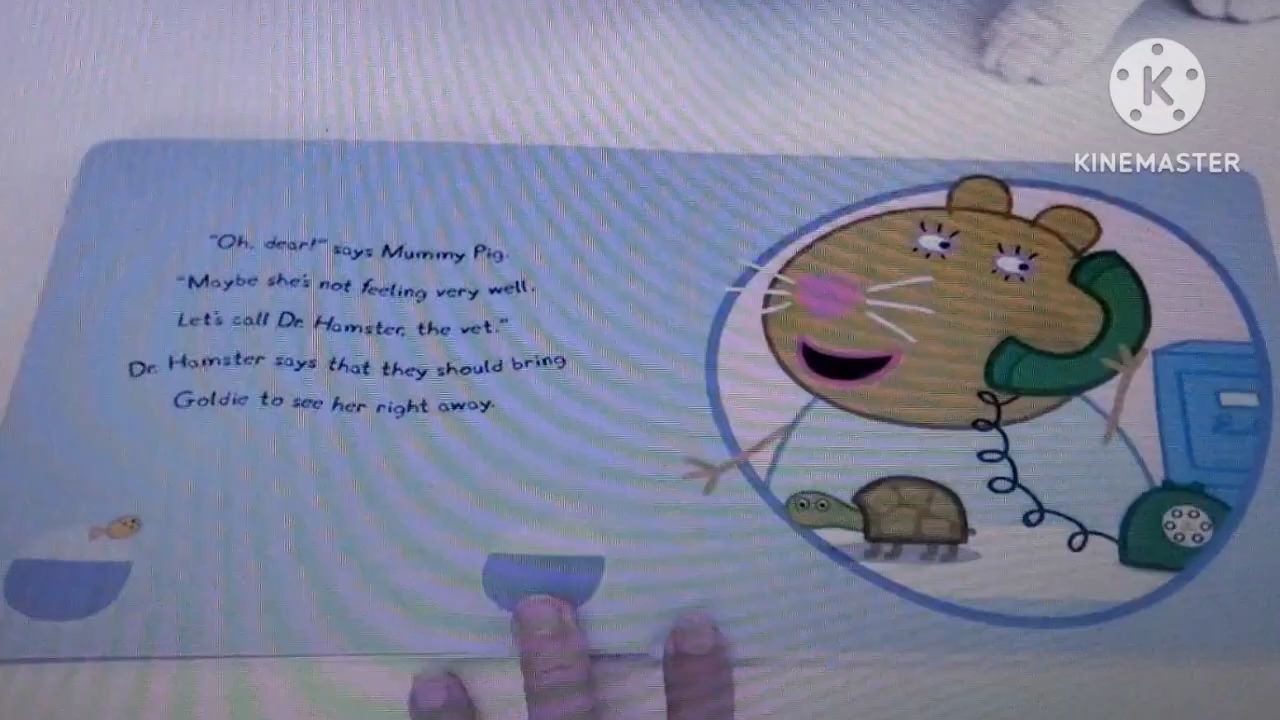 "Oh, dear!" says Mummy Pig.
"Maybe she's not feeling very well.
Let's call Dr. Hamster, the vet."
Dr. Hamster says that they should bring
Goldie to see her right away.
KINEMASTER